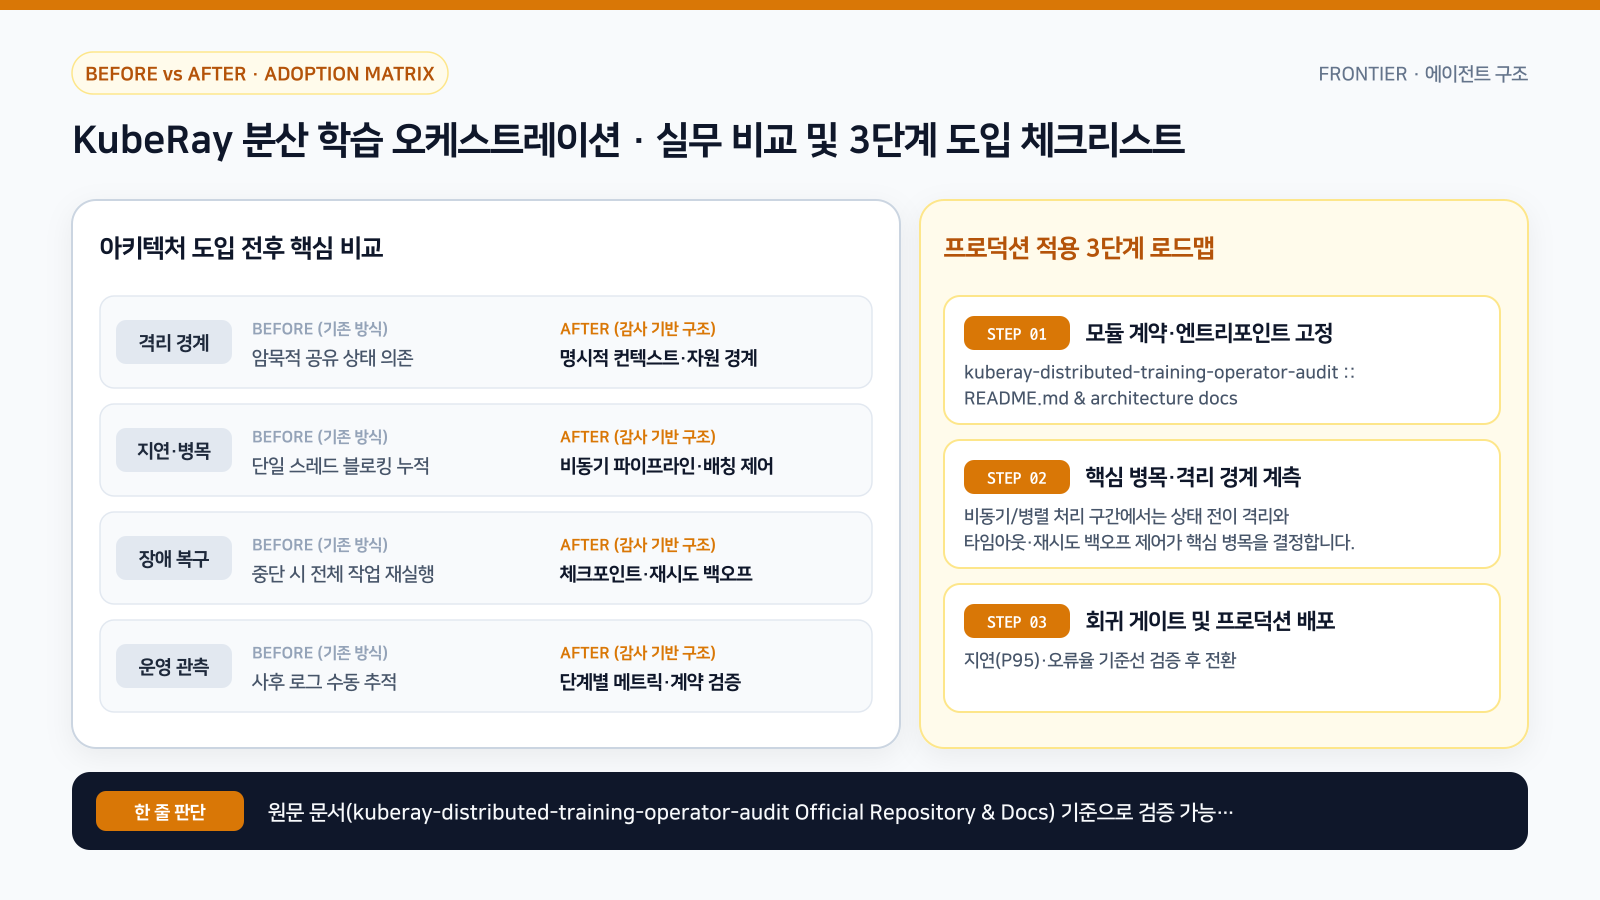 BEFORE vs AFTER · ADOPTION MATRIX
FRONTIER · 에이전트 구조
KubeRay 분산 학습 오케스트레이션 · 실무 비교 및 3단계 도입 체크리스트
아키텍처 도입 전후 핵심 비교
격리 경계
BEFORE (기존 방식)
암묵적 공유 상태 의존
AFTER (감사 기반 구조)
명시적 컨텍스트·자원 경계
지연·병목
BEFORE (기존 방식)
단일 스레드 블로킹 누적
AFTER (감사 기반 구조)
비동기 파이프라인·배칭 제어
장애 복구
BEFORE (기존 방식)
중단 시 전체 작업 재실행
AFTER (감사 기반 구조)
체크포인트·재시도 백오프
운영 관측
BEFORE (기존 방식)
사후 로그 수동 추적
AFTER (감사 기반 구조)
단계별 메트릭·계약 검증
프로덕션 적용 3단계 로드맵
STEP 01
모듈 계약·엔트리포인트 고정
kuberay-distributed-training-operator-audit ::
README.md & architecture docs
STEP 02
핵심 병목·격리 경계 계측
비동기/병렬 처리 구간에서는 상태 전이 격리와
타임아웃·재시도 백오프 제어가 핵심 병목을 결정합니다.
STEP 03
회귀 게이트 및 프로덕션 배포
지연(P95)·오류율 기준선 검증 후 전환
한 줄 판단
원문 문서(kuberay-distributed-training-operator-audit Official Repository & Docs) 기준으로 검증 가능…